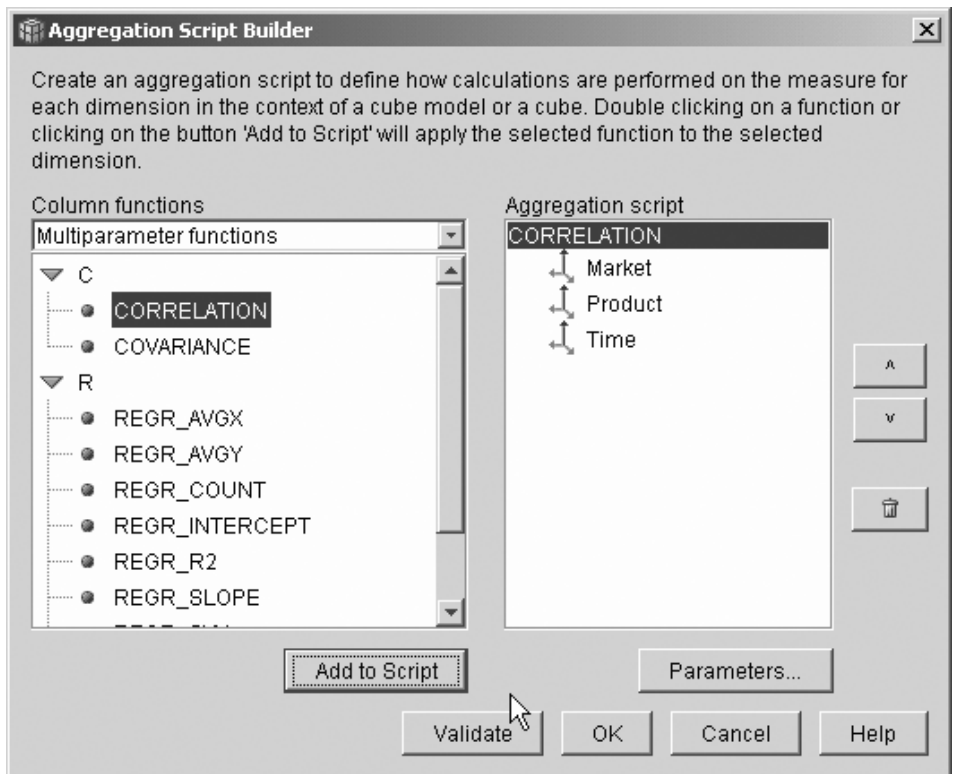 Aggregation Script Builder
Create an aggregation script to define how calculations are performed on the measure for
each dimension in the context of a cube model or a cube. Double clicking on a function or
clicking on the button 'Add to Script' will apply the selected function to the selected
dimension.
Column functions
Multiparameter functions
C
CORRELATION
COVARIANCE
R
REGR_AVGX
REGR_AVGY
REGR_COUNT
REGR_INTERCEPT
REGR_R2
REGR_SLOPE
Add to Script
Aggregation script
CORRELATION
Market
Product
Time
Parameters...
Validate
OK
Cancel
Help